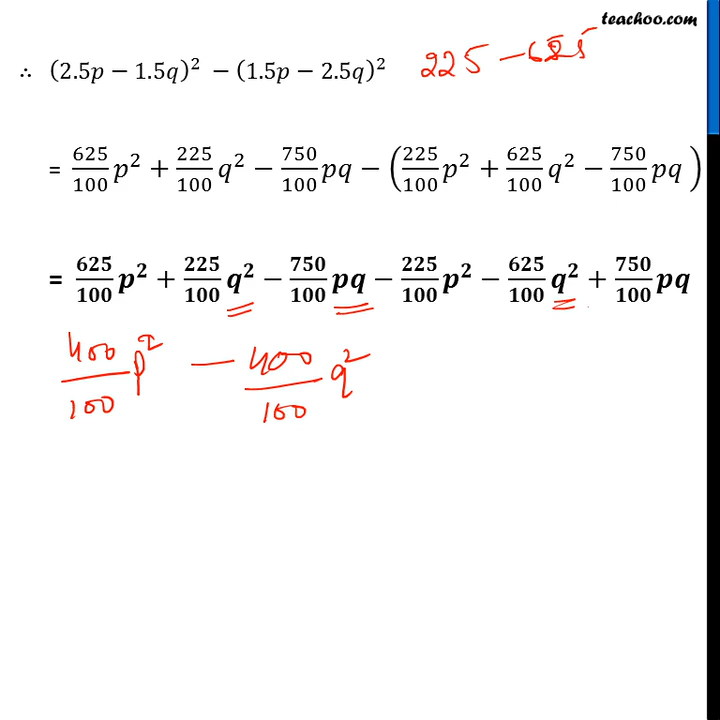 teachoo.com
∴ (2.5p − 1.5q)² − (1.5p − 2.5q)² 225 − 625
= 625/100 p² + 225/100 q² − 750/100 pq − (225/100 p² + 625/100 q² − 750/100 pq )
= 625/100 p² + 225/100 q² − 750/100 pq − 225/100 p² − 625/100 q² + 750/100 pq
400/100 p² − 400/100 q²